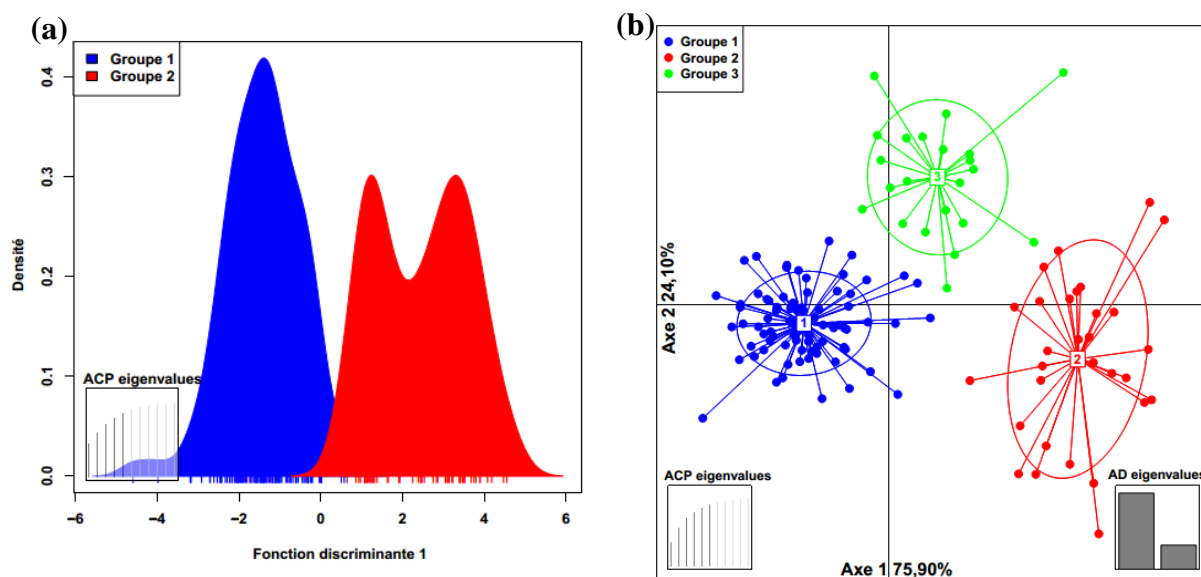 (a)
Groupe 1
Groupe 2
Densité
0.0
0.1
0.2
0.3
0.4
ACP eigenvalues
−6
−4
−2
0
2
4
6
Fonction discriminante 1
(b)
Groupe 1
Groupe 2
Groupe 3
3
1
2
Axe 2 24,10%
ACP eigenvalues
AD eigenvalues
Axe 1 75,90%